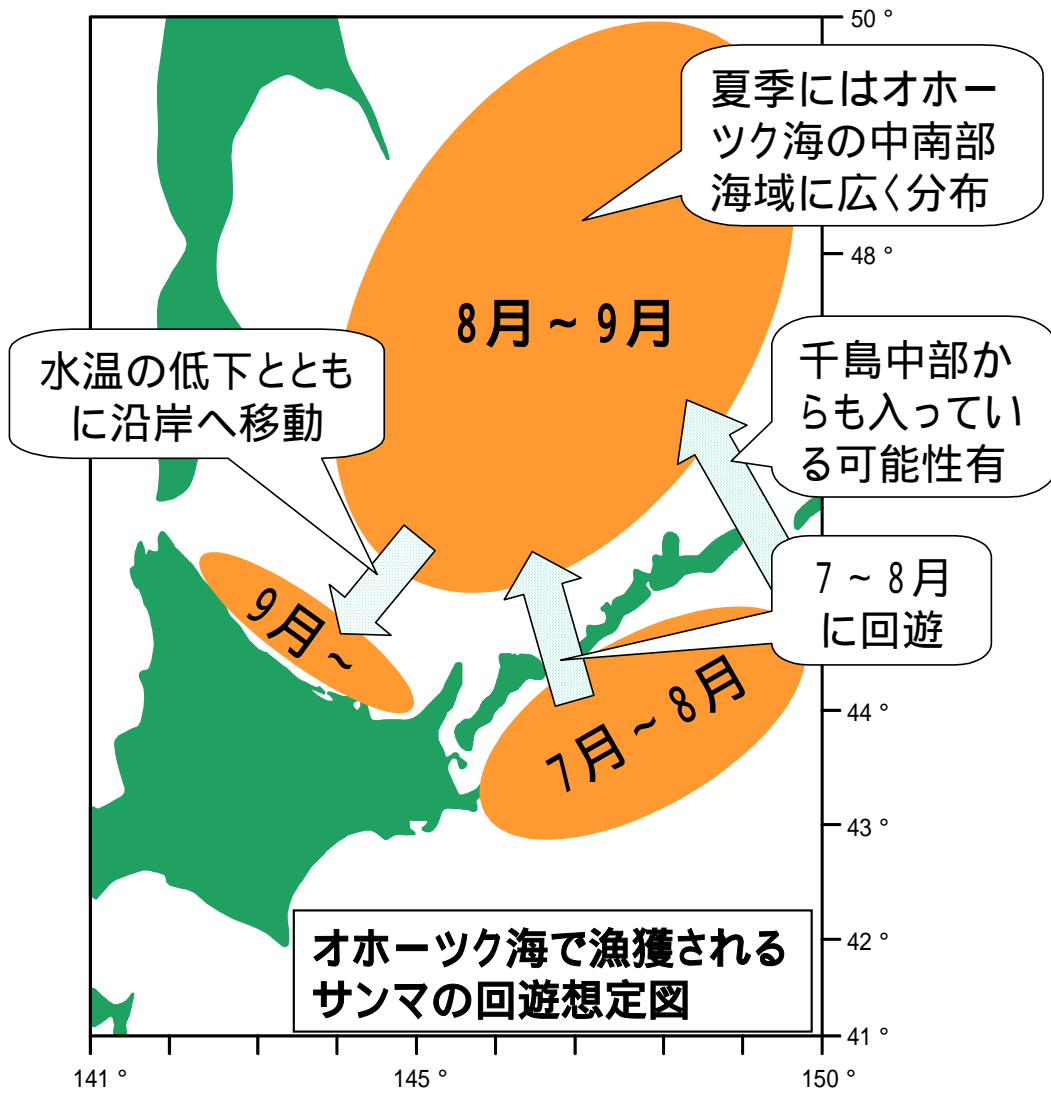 50°
夏季にはオホー
ツク海の中南部
海域に広く分布
48°
8月~9月
水温の低下ととも
に沿岸へ移動
千島中部か
らも入ってい
る可能性有
7~8月
に回遊
9月~
7月~8月
44°
43°
42°
オホーツク海で漁獲される
サンマの回遊想定図
41°
141°
145°
150°